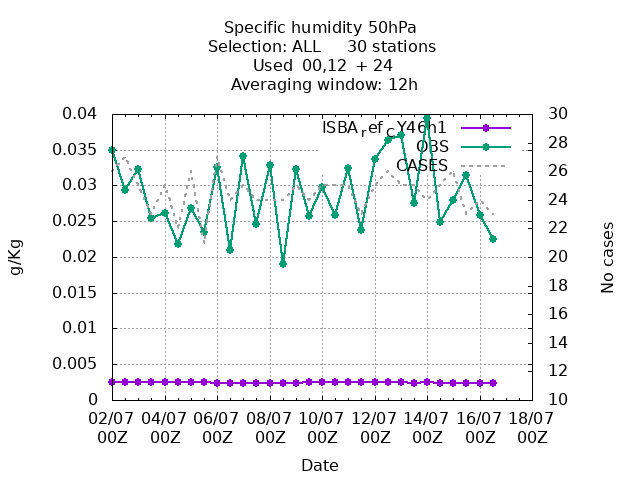 Specific humidity 50hPa
Selection: ALL 30 stations
Used 00,12 + 24
Averaging window: 12h
0.04
0.035
0.03
0.025
0.02
0.015
0.01
0.005
0
30
28
26
24
22
20
18
16
14
12
10
ISBA_ref_CY46h1
OBS
CASES
g/Kg
No cases
02/07 04/07 06/07 08/07 10/07 12/07 14/07 16/07 18/07
00Z 00Z 00Z 00Z 00Z 00Z 00Z 00Z 00Z
Date